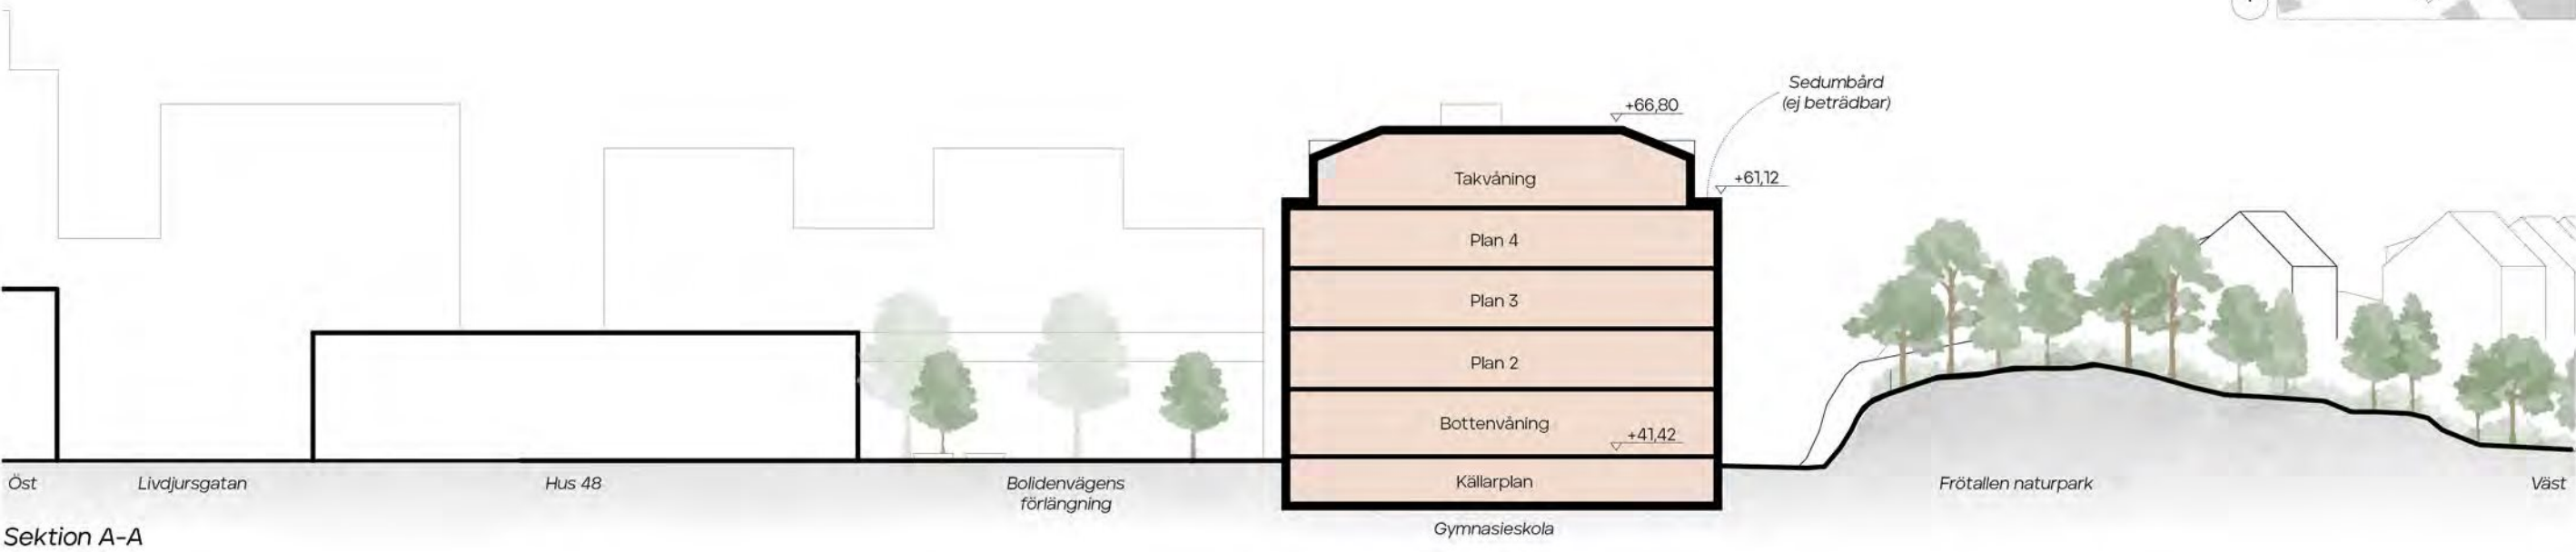 Sedumbård
(ej beträdbar)
+66,80
+61,12
Takvåning
Plan 4
Plan 3
Plan 2
Bottenvåning
+41,42
Källarplan
Öst
Livdjursgatan
Hus 48
Bolidenvägens
förlängning
Frötallen naturpark
Väst
Gymnasieskola
Sektion A-A